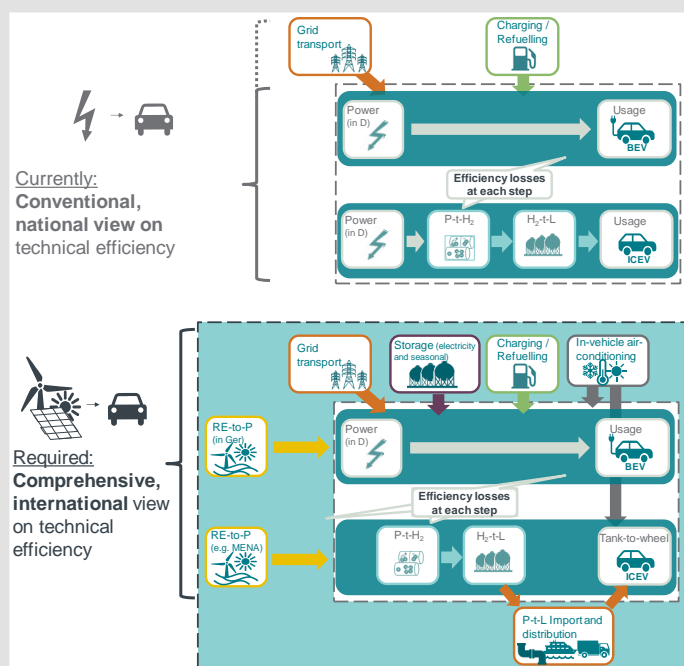 Grid
transport
Charging /
Refuelling
Power
(in D)
Usage
BEV
Efficiency losses
at each step
Currently:
Conventional,
national view on
technical efficiency
Power
(in D)
P-t-H₂
H₂-t-L
Usage
ICEV
Grid
transport
Storage (electricity
and seasonal)
Charging /
Refuelling
In-vehicle air-
conditioning
RE-to-P
(in Ger)
Power
(in D)
Usage
BEV
Required:
Comprehensive,
international view
on technical
efficiency
Efficiency losses
at each step
RE-to-P
(e.g. MENA)
P-t-H₂
H₂-t-L
Tank-to-wheel
ICEV
P-t-L Import and
distribution